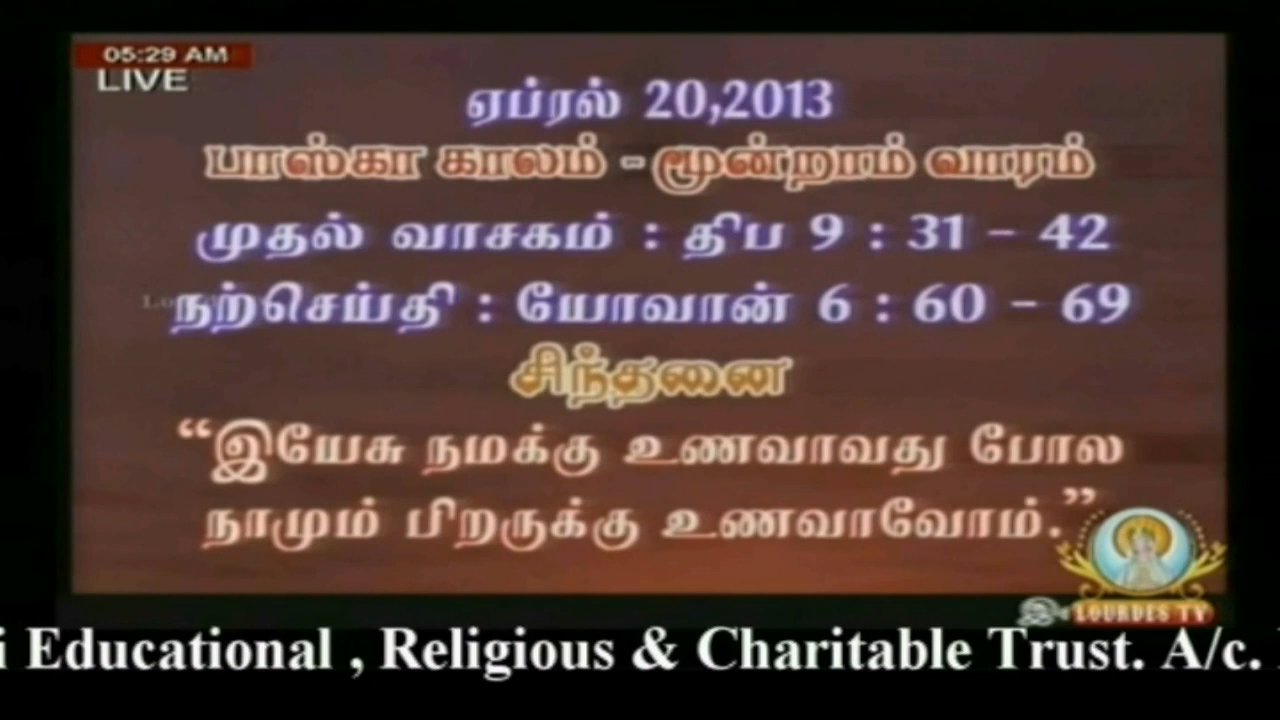 05:29 AM
LIVE
ஏப்ரல் 20,2013
பாஸ்கா காலம் - மூன்றாம் வாரம்
முதல் வாசகம் : திப 9 : 31 - 42
நற்செய்தி : யோவான் 6 : 60 - 69
சிந்தனை
“இயேசு நமக்கு உணவாவது போல
நாமும் பிறருக்கு உணவாவோம்.”
LOURDES TV
i Educational , Religious & Charitable Trust. A/c.